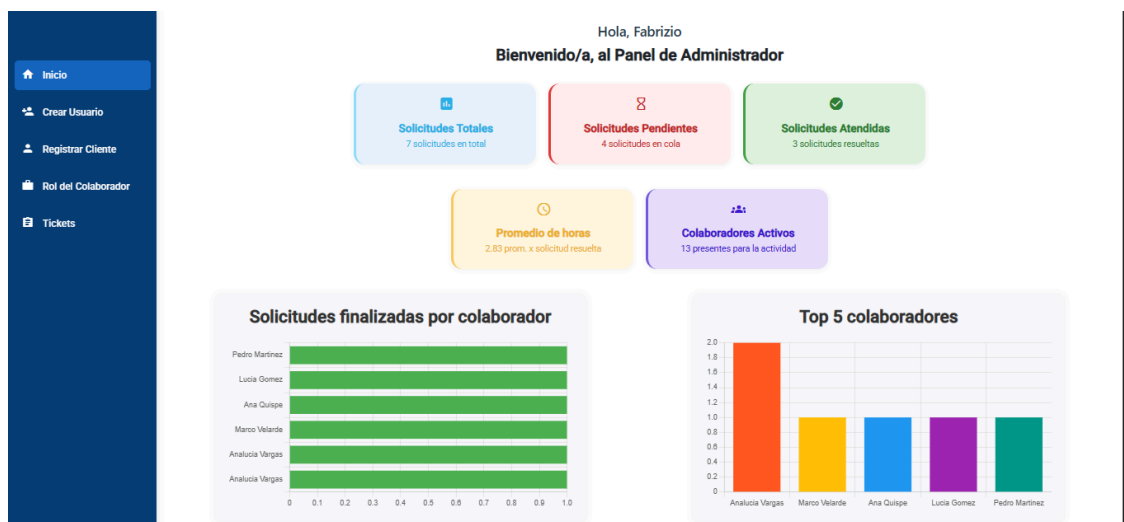 Hola, Fabrizio
Bienvenido/a, al Panel de Administrador
Inicio
Crear Usuario
Registrar Cliente
Rol del Colaborador
Tickets
Solicitudes Totales
7 solicitudes en total
Solicitudes Pendientes
4 solicitudes en cola
Solicitudes Atendidas
3 solicitudes resueltas
Promedio de horas
2.83 prom. x solicitud resuelta
Colaboradores Activos
13 presentes para la actividad
Solicitudes finalizadas por colaborador
Pedro Martinez
Lucia Gomez
Ana Quispe
Marco Velarde
Analucia Vargas
Analucia Vargas
0 0.1 0.2 0.3 0.4 0.5 0.6 0.7 0.8 0.9 1.0
Top 5 colaboradores
2.0
1.8
1.6
1.4
1.2
1.0
0.8
0.6
0.4
0.2
0
Analucia Vargas Marco Velarde Ana Quispe Lucia Gomez Pedro Martinez